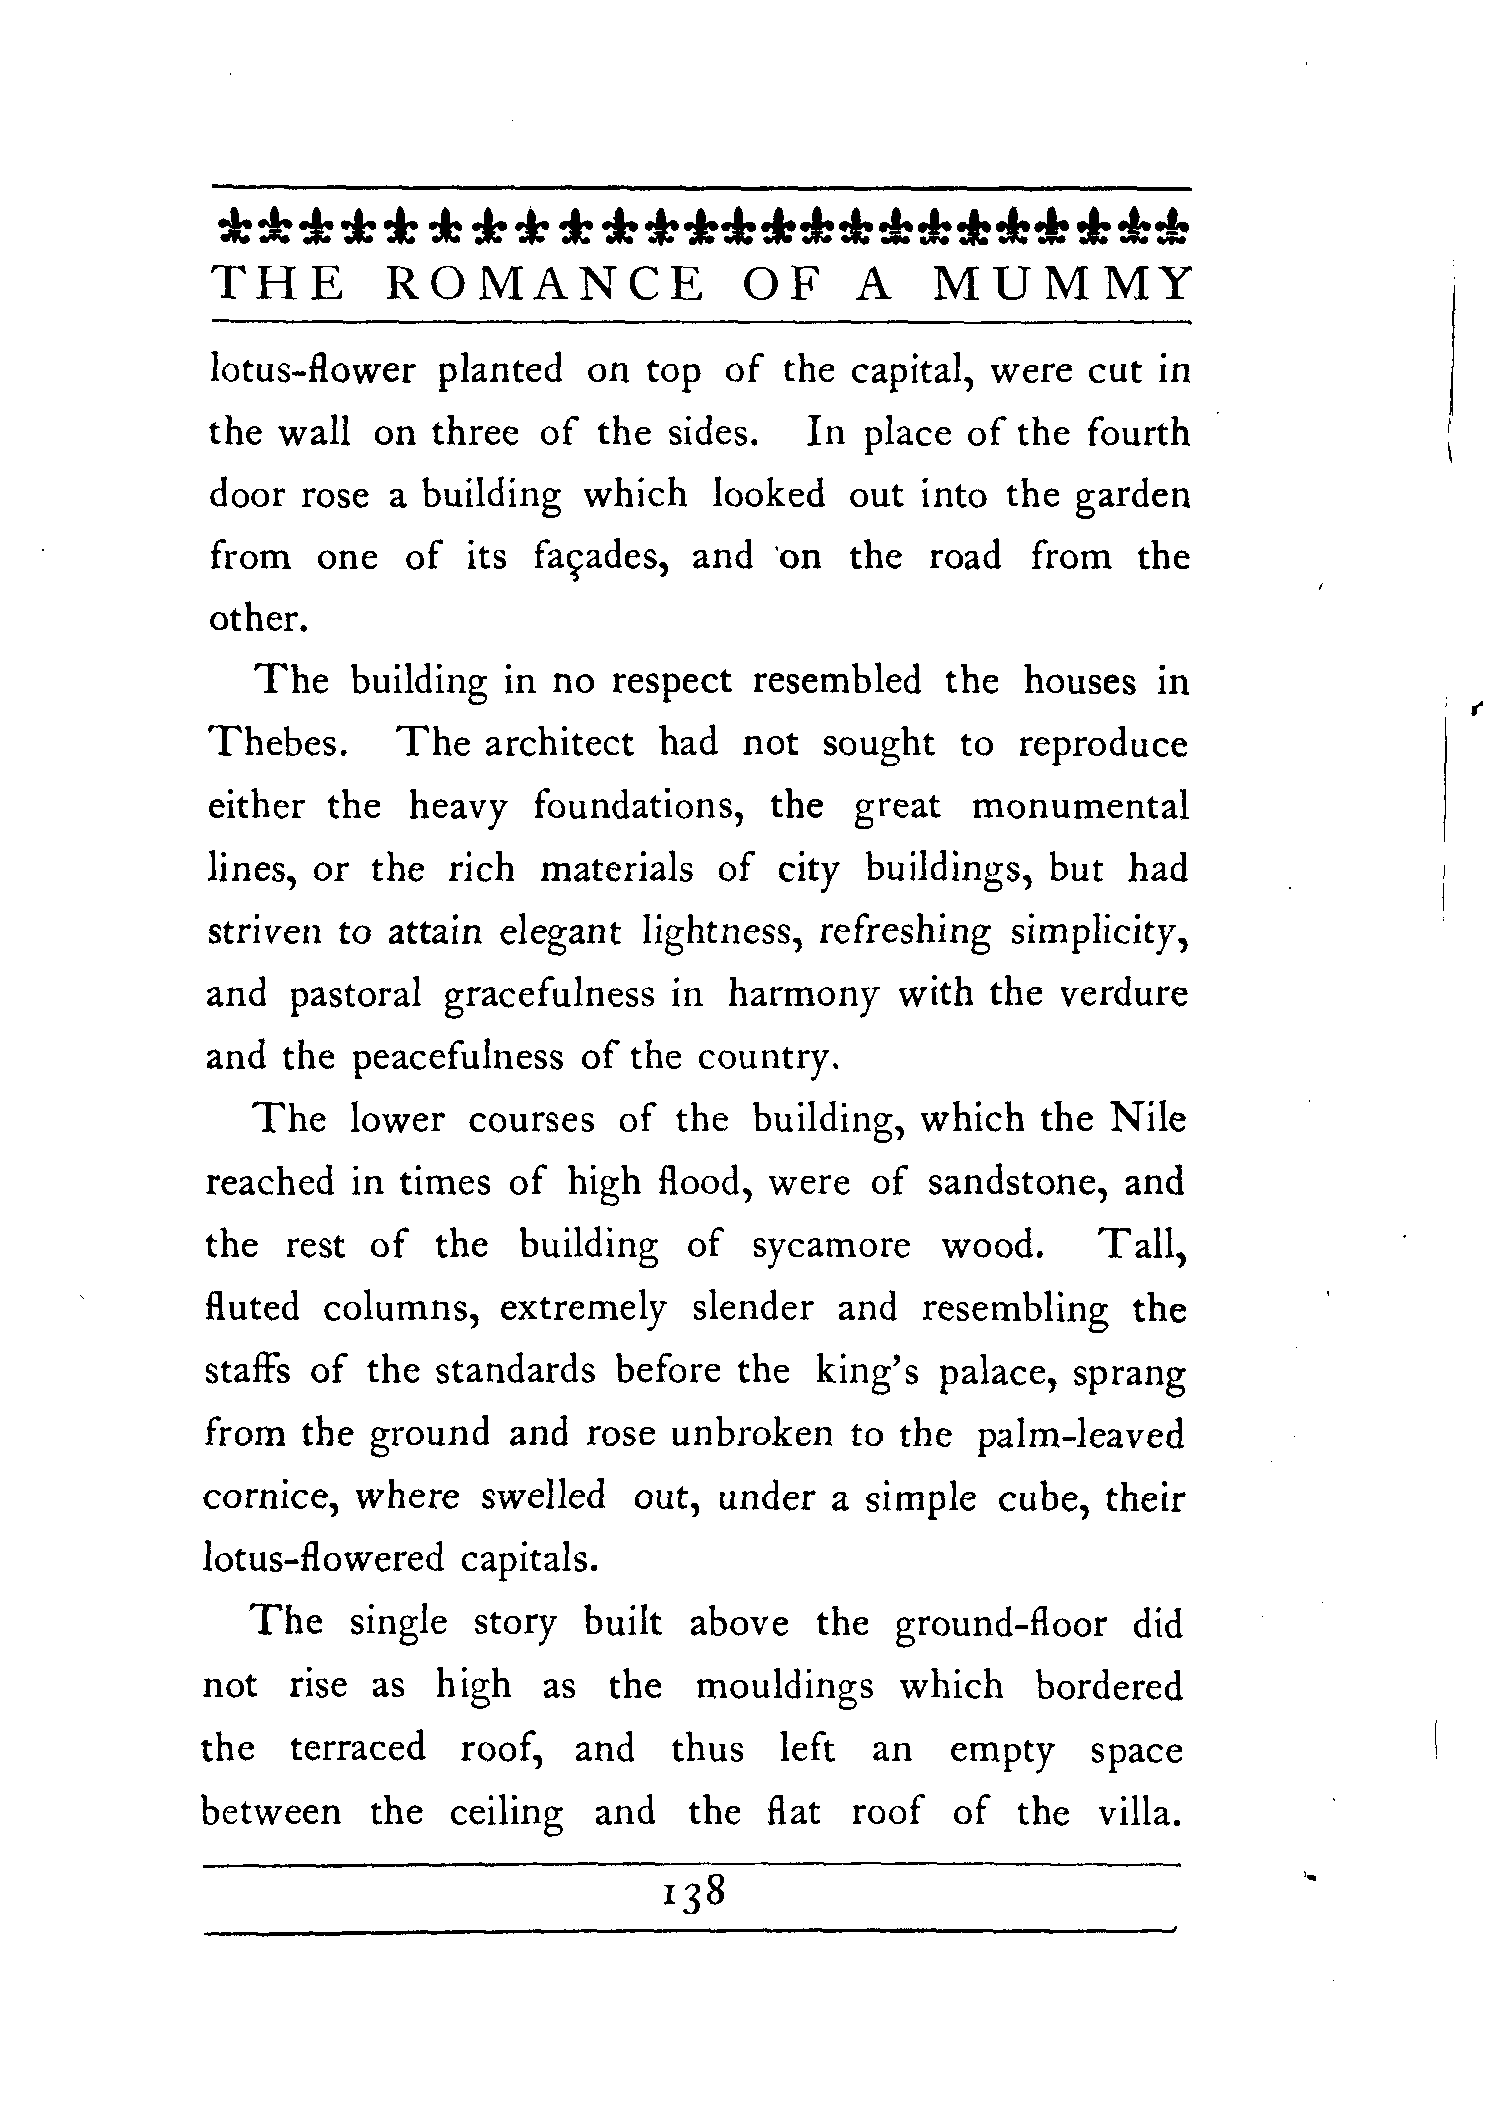 THE ROMANCE OF A MUMMY
lotus-flower planted on top of the capital, were cut in
the wall on three of the sides. In place of the fourth
door rose a building which looked out into the garden
from one of its façades, and on the road from the
other.
The building in no respect resembled the houses in
Thebes. The architect had not sought to reproduce
either the heavy foundations, the great monumental
lines, or the rich materials of city buildings, but had
striven to attain elegant lightness, refreshing simplicity,
and pastoral gracefulness in harmony with the verdure
and the peacefulness of the country.
The lower courses of the building, which the Nile
reached in times of high flood, were of sandstone, and
the rest of the building of sycamore wood. Tall,
fluted columns, extremely slender and resembling the
staffs of the standards before the king's palace, sprang
from the ground and rose unbroken to the palm-leaved
cornice, where swelled out, under a simple cube, their
lotus-flowered capitals.
The single story built above the ground-floor did
not rise as high as the mouldings which bordered
the terraced roof, and thus left an empty space
between the ceiling and the flat roof of the villa.
138